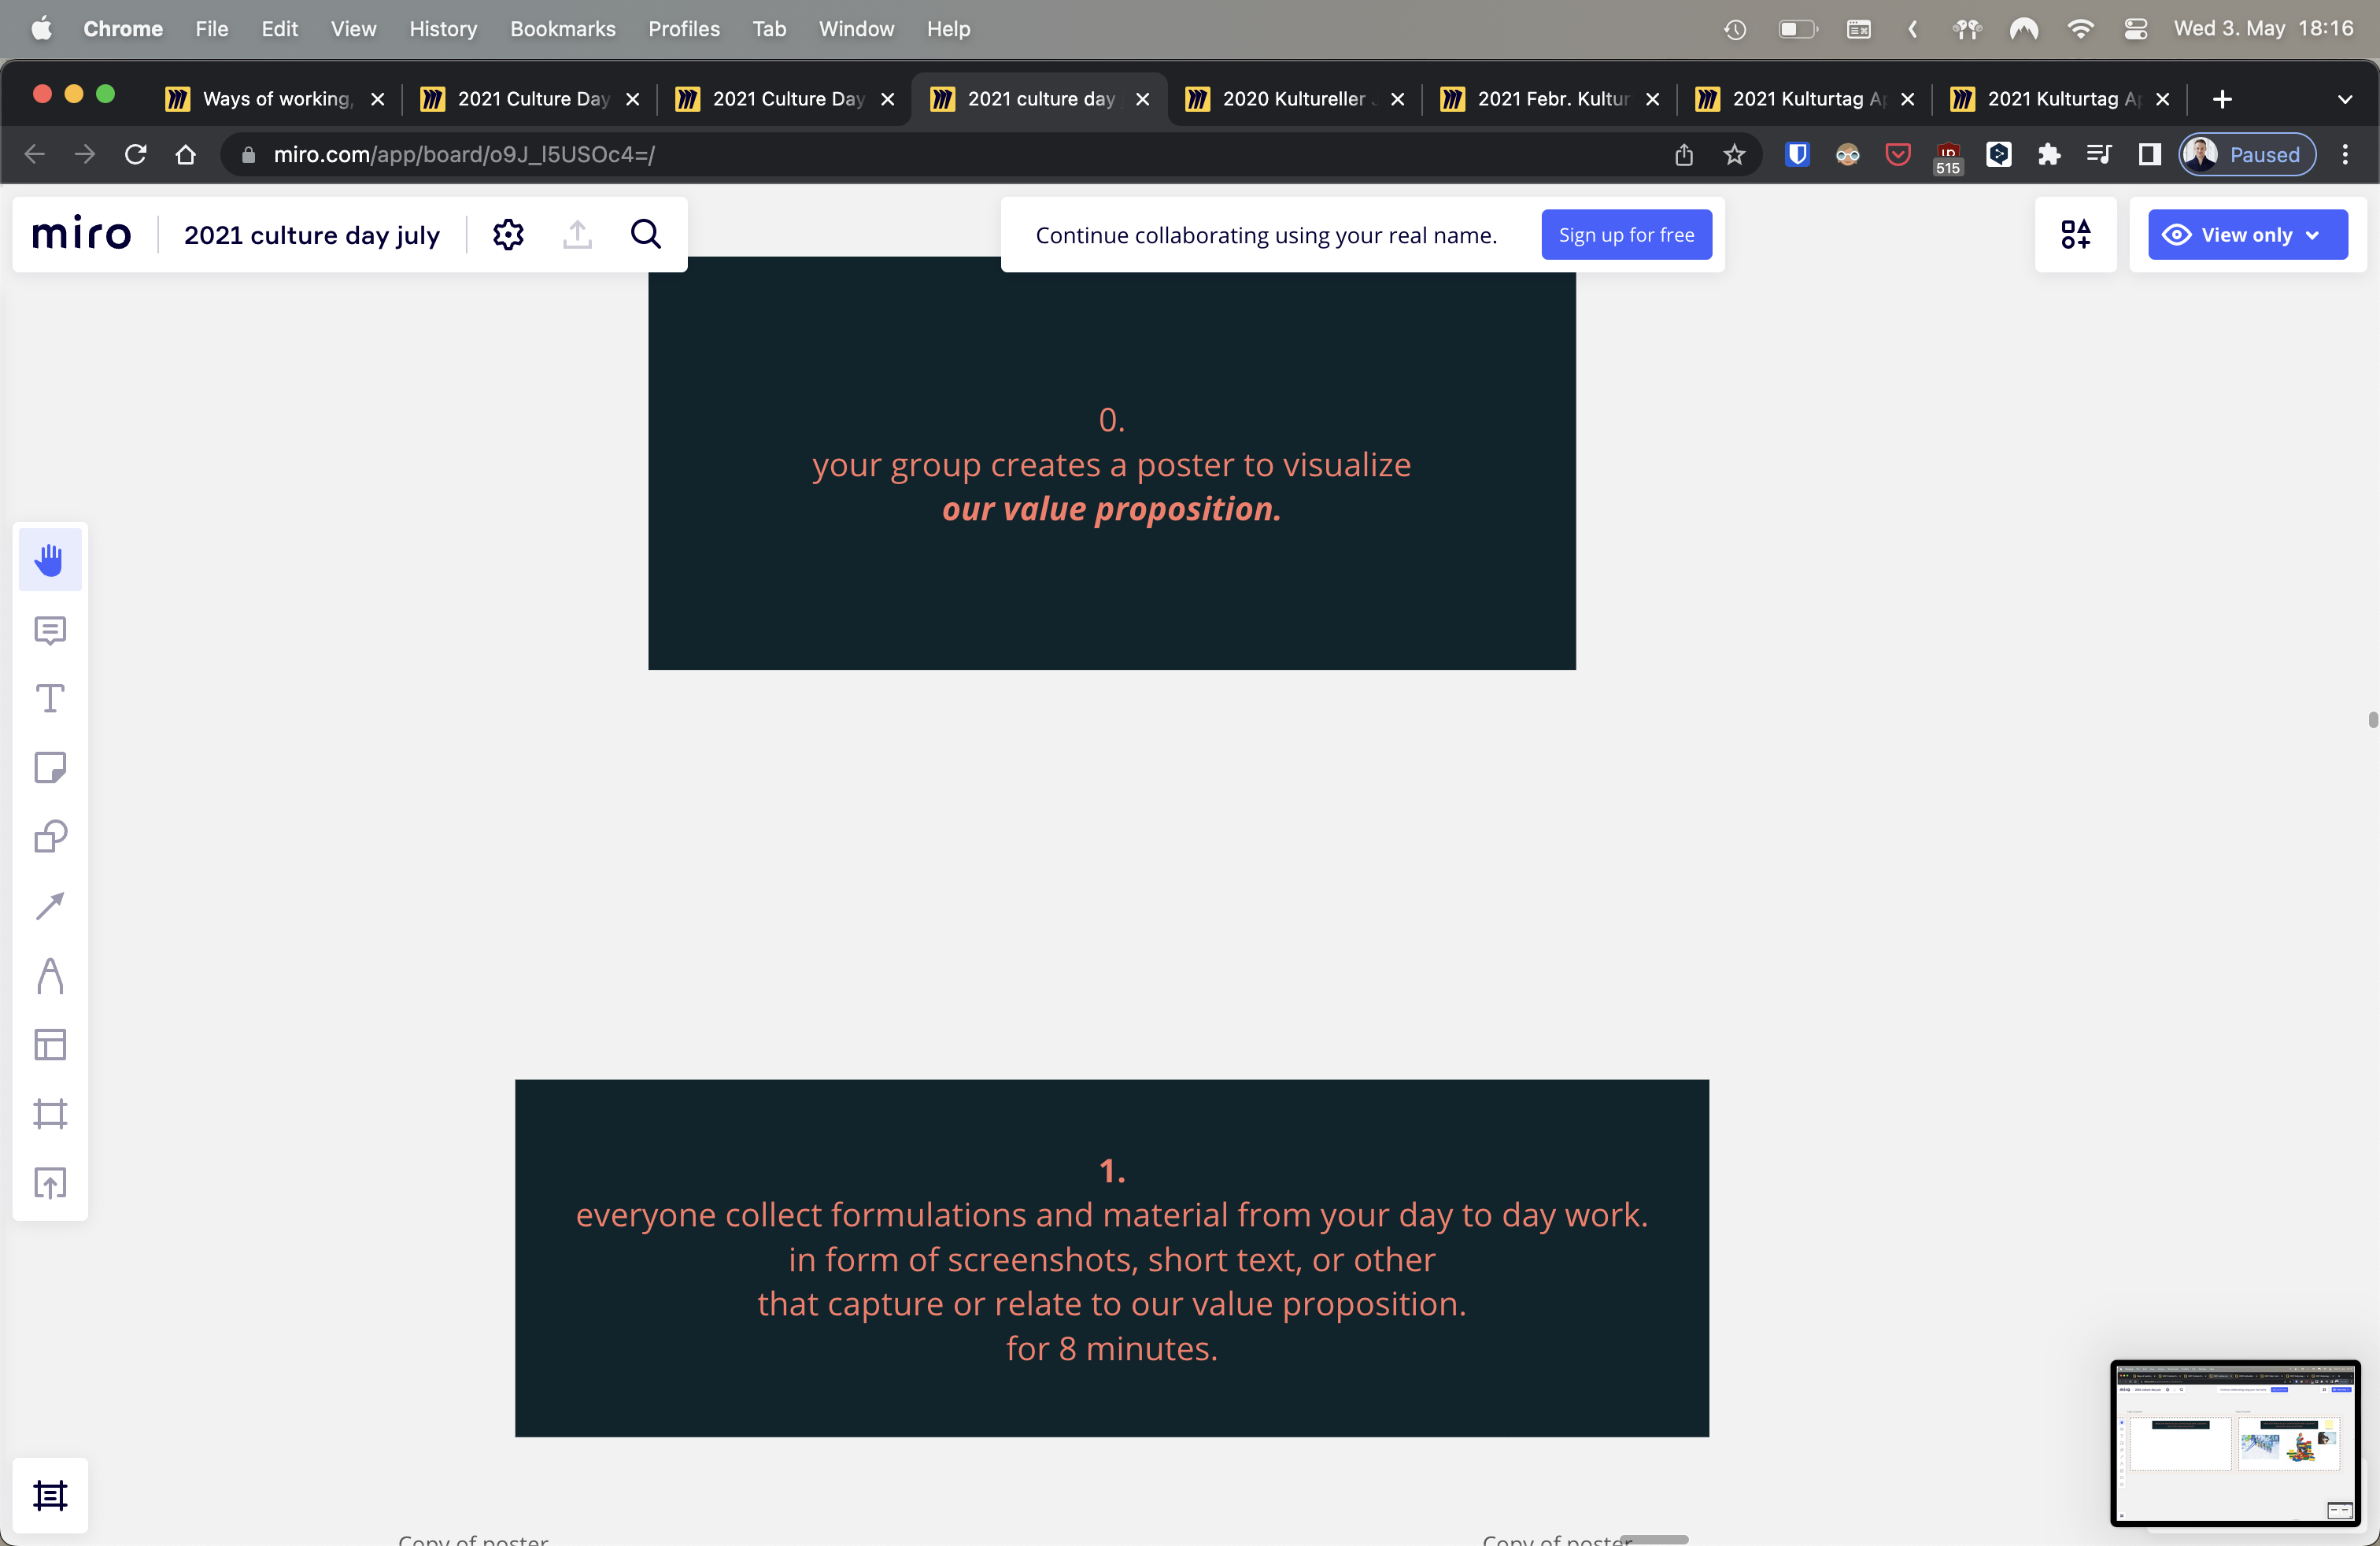 Chrome File Edit View History Bookmarks Profiles Tab Window Help Wed 3. May 18:16
Ways of working, 2021 Culture Day 2021 Culture Day 2021 culture day 2020 Kultureller 2021 Febr. Kultur 2021 Kulturtag 2021 Kulturtag
miro.com/app/board/o9J_l5USOc4=/ 515 Paused
miro 2021 culture day july Continue collaborating using your real name. Sign up for free View only
0.
your group creates a poster to visualize
our value proposition.
1.
everyone collect formulations and material from your day to day work.
in form of screenshots, short text, or other
that capture or relate to our value proposition.
for 8 minutes.
Copy of poster Copy of poster